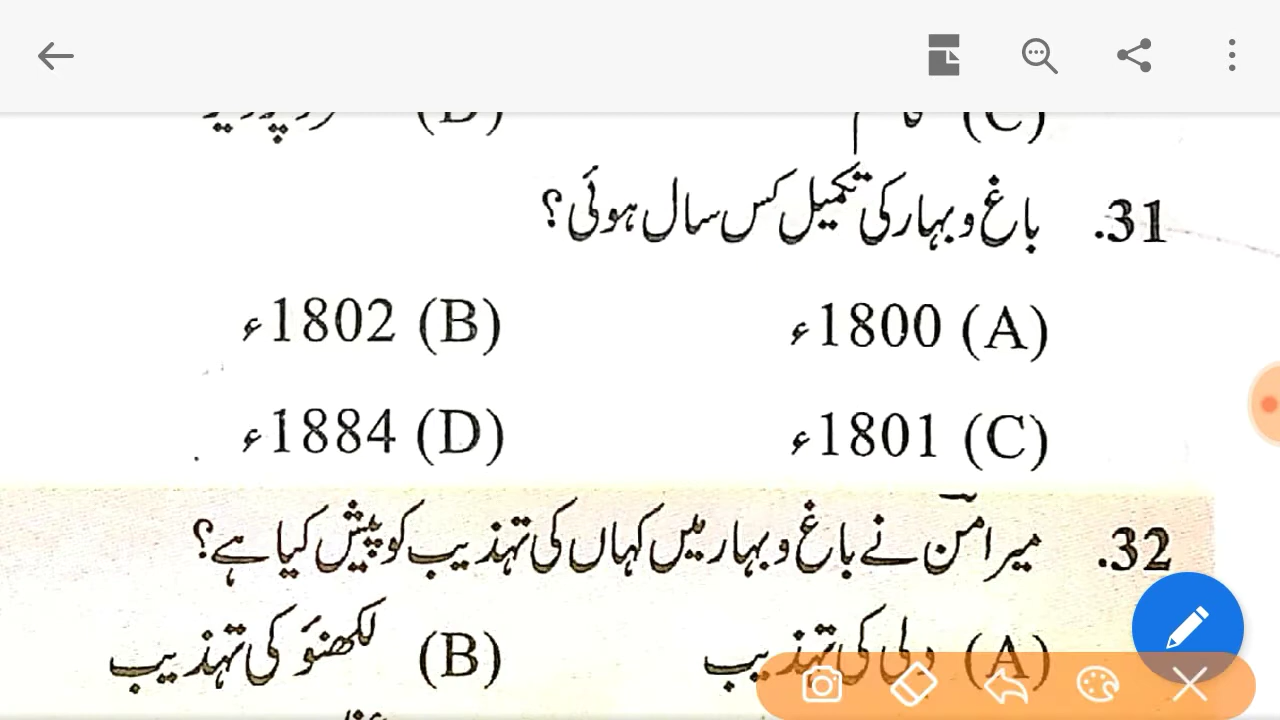 (C) (D)
31. باغ و بہار کی تکمیل کس سال ہوئی؟
(A) 1800ء (B) 1802ء
(C) 1801ء (D) 1884ء
32. میر امن نے باغ و بہار میں کہاں کی تہذیب کو پیش کیا ہے؟
(A) دلی کی تہذیب (B) لکھنؤ کی تہذیب